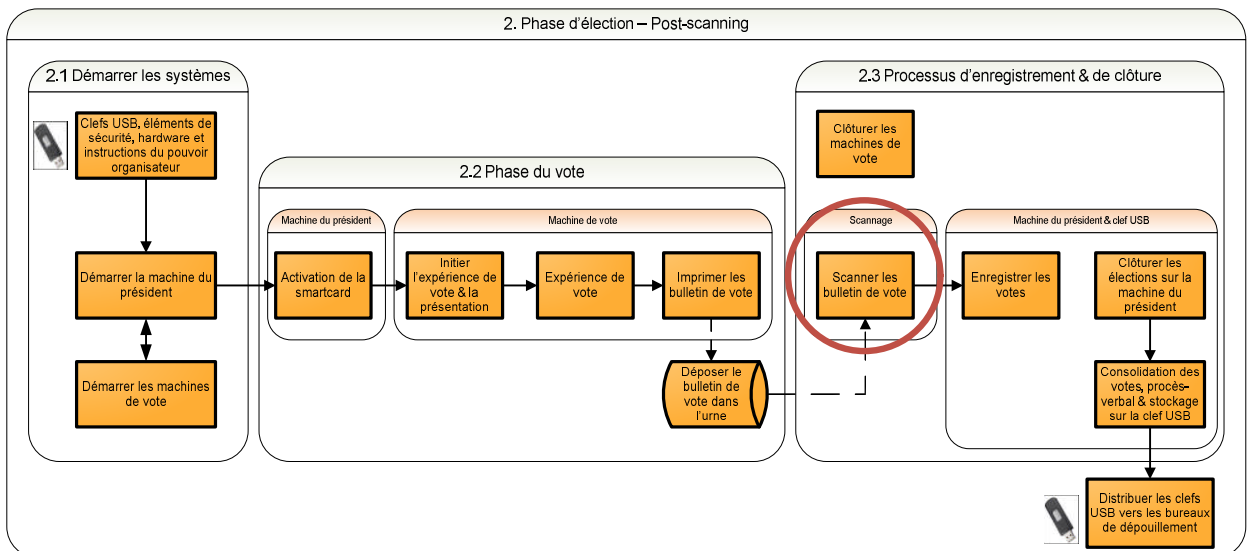 2. Phase d'élection – Post-scanning
2.1 Démarrer les systèmes
Clefs USB, éléments de
sécurité, hardware et
instructions du pouvoir
organisateur
Démarrer la machine du
président
Démarrer les machines
de vote
2.2 Phase du vote
Machine du président
Activation de la
smartcard
Machine de vote
Initier
l'expérience de
vote & la
présentation
Expérience de
vote
Imprimer les
bulletin de vote
Déposer le
bulletin de
vote dans
l'urne
2.3 Processus d'enregistrement & de clôture
Clôturer les
machines de
vote
Scannage
Scanner les
bulletin de vote
Machine du président & clef USB
Enregistrer les
votes
Clôturer les
élections sur la
machine du
président
Consolidation des
votes, procès-
verbal & stockage
sur la clef USB
Distribuer les clefs
USB vers les bureaux
de dépouillement